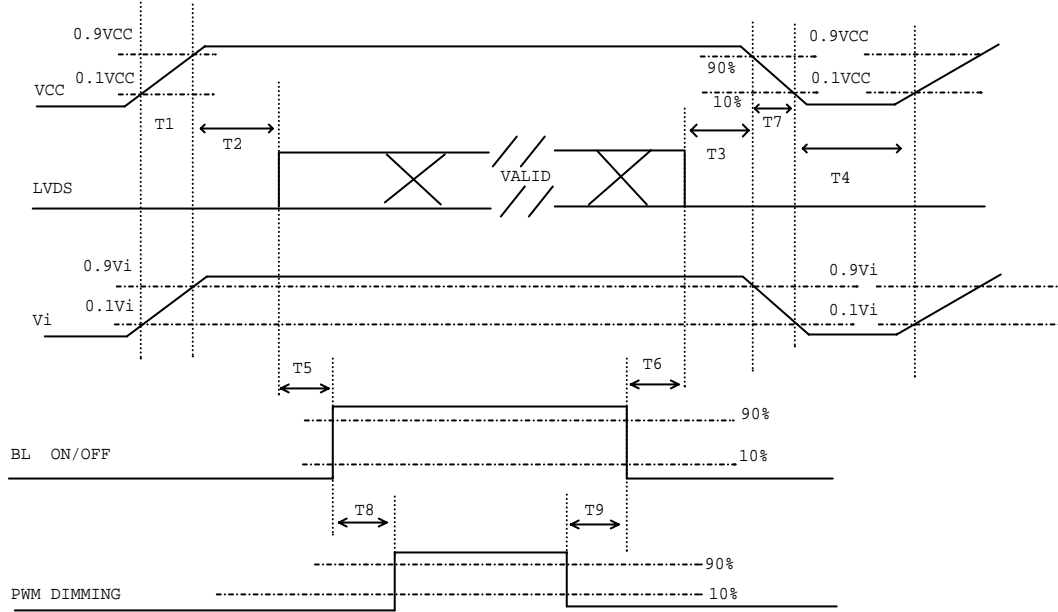 0.9VCC
0.9VCC
90%
0.1VCC
0.1VCC
VCC
10%
T1
T2
T3
T7
T4
VALID
LVDS
0.9Vi
0.9Vi
0.1Vi
0.1Vi
Vi
T5
T6
90%
BL ON/OFF
10%
T8
T9
90%
PWM DIMMING
10%